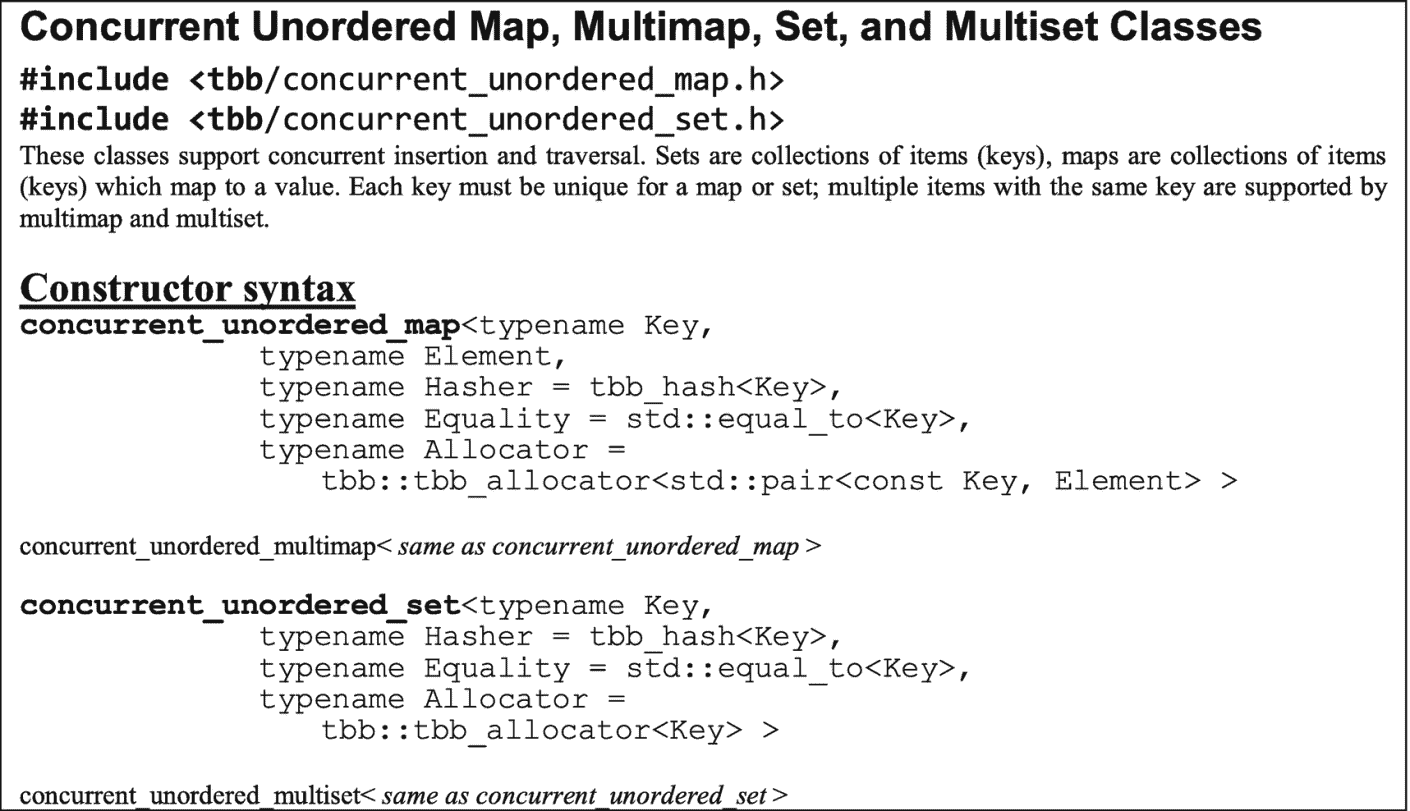 Concurrent Unordered Map, Multimap, Set, and Multiset Classes
#include <tbb/concurrent_unordered_map.h>
#include <tbb/concurrent_unordered_set.h>
These classes support concurrent insertion and traversal. Sets are collections of items (keys), maps are collections of items
(keys) which map to a value. Each key must be unique for a map or set; multiple items with the same key are supported by
multimap and multiset.
Constructor syntax
concurrent_unordered_map<typename Key,
typename Element,
typename Hasher = tbb_hash<Key>,
typename Equality = std::equal_to<Key>,
typename Allocator =
tbb::tbb_allocator<std::pair<const Key, Element> >
concurrent_unordered_multimap< same as concurrent_unordered_map >
concurrent_unordered_set<typename Key,
typename Hasher = tbb_hash<Key>,
typename Equality = std::equal_to<Key>,
typename Allocator =
tbb::tbb_allocator<Key> >
concurrent_unordered_multiset< same as concurrent_unordered_set >